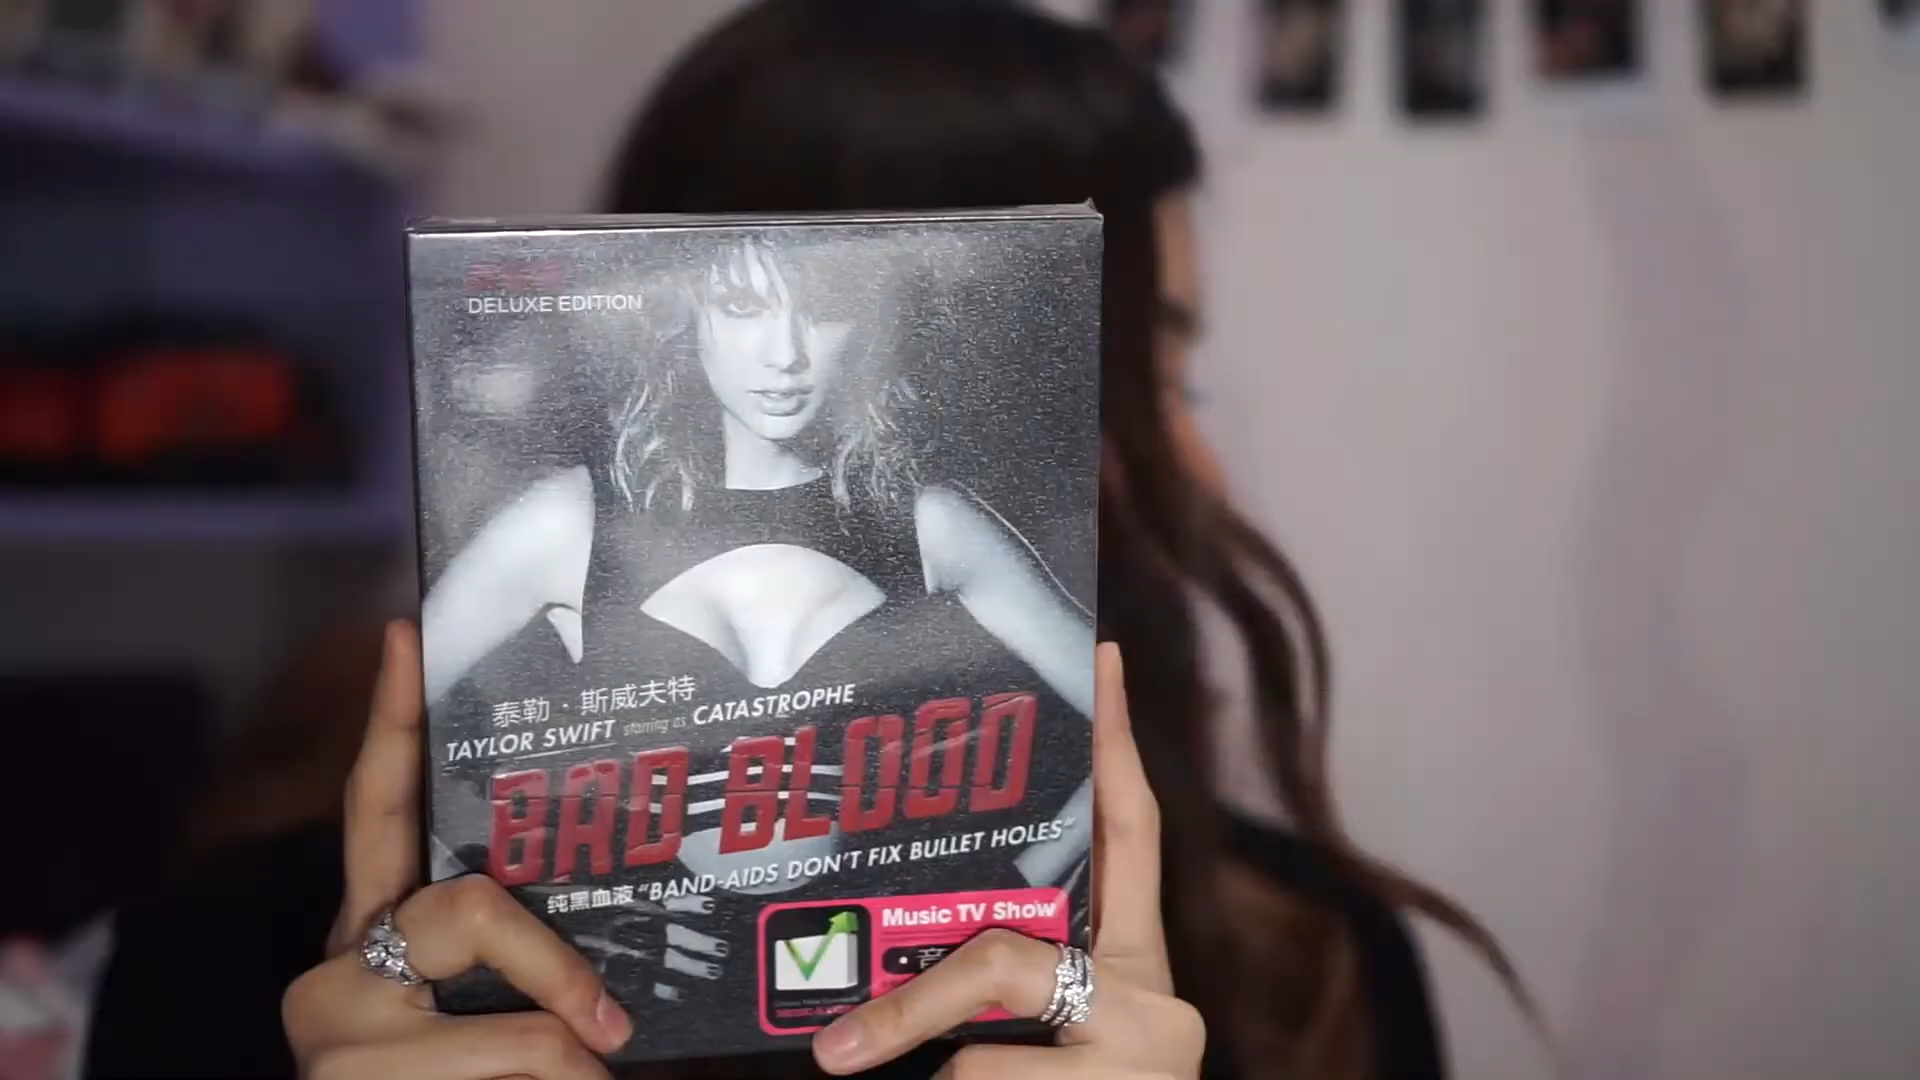 DELUXE EDITION
泰勒·斯威夫特
TAYLOR SWIFT starring as CATASTROPHE
BAD BLOOD
纯黑血液 "BAND-AIDS DON'T FIX BULLET HOLES"
Music TV Show